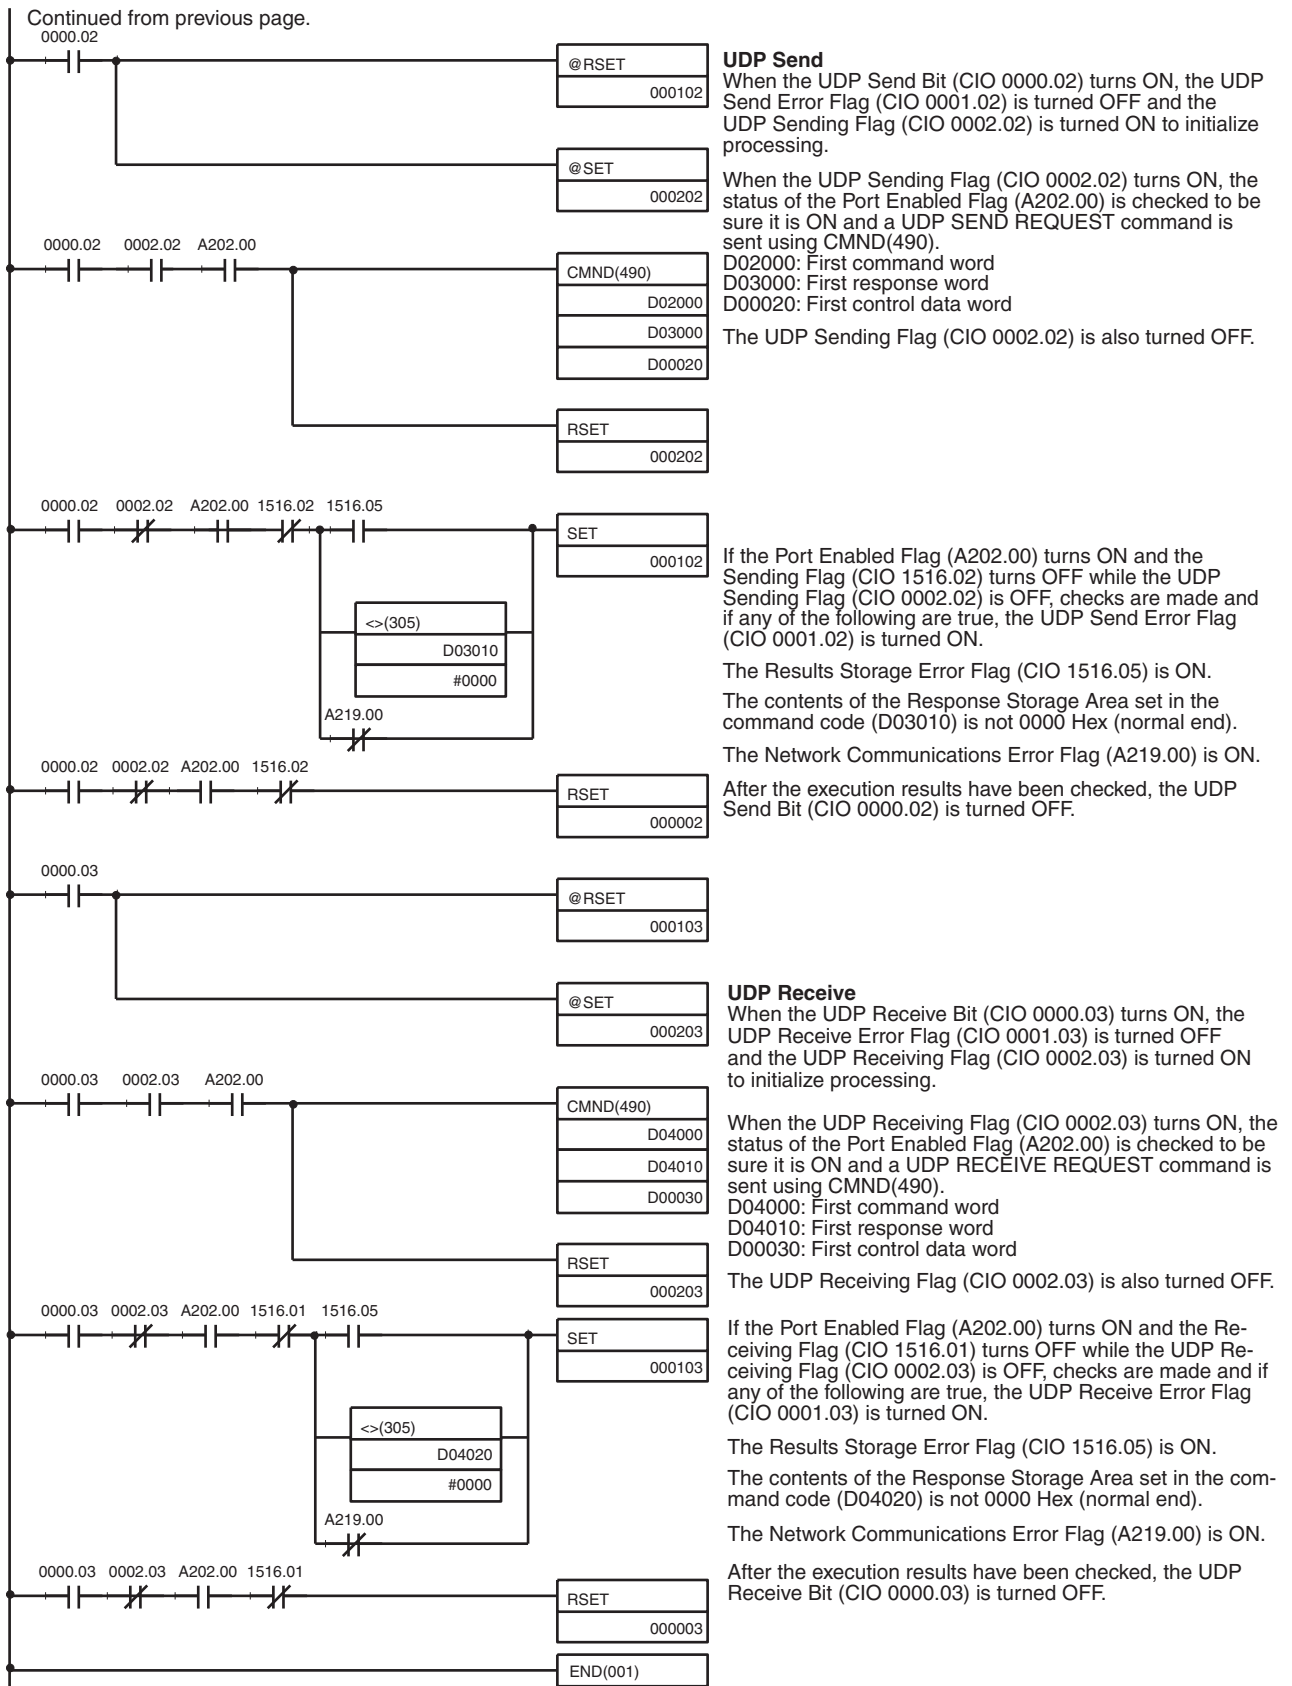 Continued from previous page.
0000.02
@RSET
000102
UDP Send
When the UDP Send Bit (CIO 0000.02) turns ON, the UDP
Send Error Flag (CIO 0001.02) is turned OFF and the
UDP Sending Flag (CIO 0002.02) is turned ON to initialize
processing.
@SET
000202
When the UDP Sending Flag (CIO 0002.02) turns ON, the
status of the Port Enabled Flag (A202.00) is checked to be
sure it is ON and a UDP SEND REQUEST command is
sent using CMND(490).
D02000: First command word
D03000: First response word
D00020: First control data word
The UDP Sending Flag (CIO 0002.02) is also turned OFF.
0000.02 0002.02 A202.00
CMND(490)
D02000
D03000
D00020
RSET
000202
0000.02 0002.02 A202.00 1516.02 1516.05
SET
000102
<>(305)
D03010
#0000
A219.00
If the Port Enabled Flag (A202.00) turns ON and the
Sending Flag (CIO 1516.02) turns OFF while the UDP
Sending Flag (CIO 0002.02) is OFF, checks are made and
if any of the following are true, the UDP Send Error Flag
(CIO 0001.02) is turned ON.
The Results Storage Error Flag (CIO 1516.05) is ON.
The contents of the Response Storage Area set in the
command code (D03010) is not 0000 Hex (normal end).
The Network Communications Error Flag (A219.00) is ON.
0000.02 0002.02 A202.00 1516.02
RSET
000002
After the execution results have been checked, the UDP
Send Bit (CIO 0000.02) is turned OFF.
0000.03
@RSET
000103
@SET
000203
UDP Receive
When the UDP Receive Bit (CIO 0000.03) turns ON, the
UDP Receive Error Flag (CIO 0001.03) is turned OFF
and the UDP Receiving Flag (CIO 0002.03) is turned ON
to initialize processing.
0000.03 0002.03 A202.00
CMND(490)
D04000
D04010
D00030
When the UDP Receiving Flag (CIO 0002.03) turns ON, the
status of the Port Enabled Flag (A202.00) is checked to be
sure it is ON and a UDP RECEIVE REQUEST command is
sent using CMND(490).
D04000: First command word
D04010: First response word
D00030: First control data word
RSET
000203
The UDP Receiving Flag (CIO 0002.03) is also turned OFF.
0000.03 0002.03 A202.00 1516.01 1516.05
SET
000103
<>(305)
D04020
#0000
A219.00
If the Port Enabled Flag (A202.00) turns ON and the Re-
ceiving Flag (CIO 1516.01) turns OFF while the UDP Re-
ceiving Flag (CIO 0002.03) is OFF, checks are made and if
any of the following are true, the UDP Receive Error Flag
(CIO 0001.03) is turned ON.
The Results Storage Error Flag (CIO 1516.05) is ON.
The contents of the Response Storage Area set in the com-
mand code (D04020) is not 0000 Hex (normal end).
The Network Communications Error Flag (A219.00) is ON.
0000.03 0002.03 A202.00 1516.01
RSET
000003
After the execution results have been checked, the UDP
Receive Bit (CIO 0000.03) is turned OFF.
END(001)